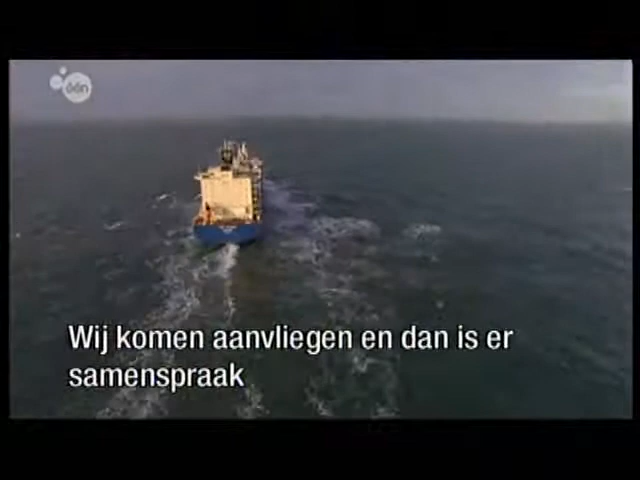 één
Wij komen aanvliegen en dan is er
samenspraak